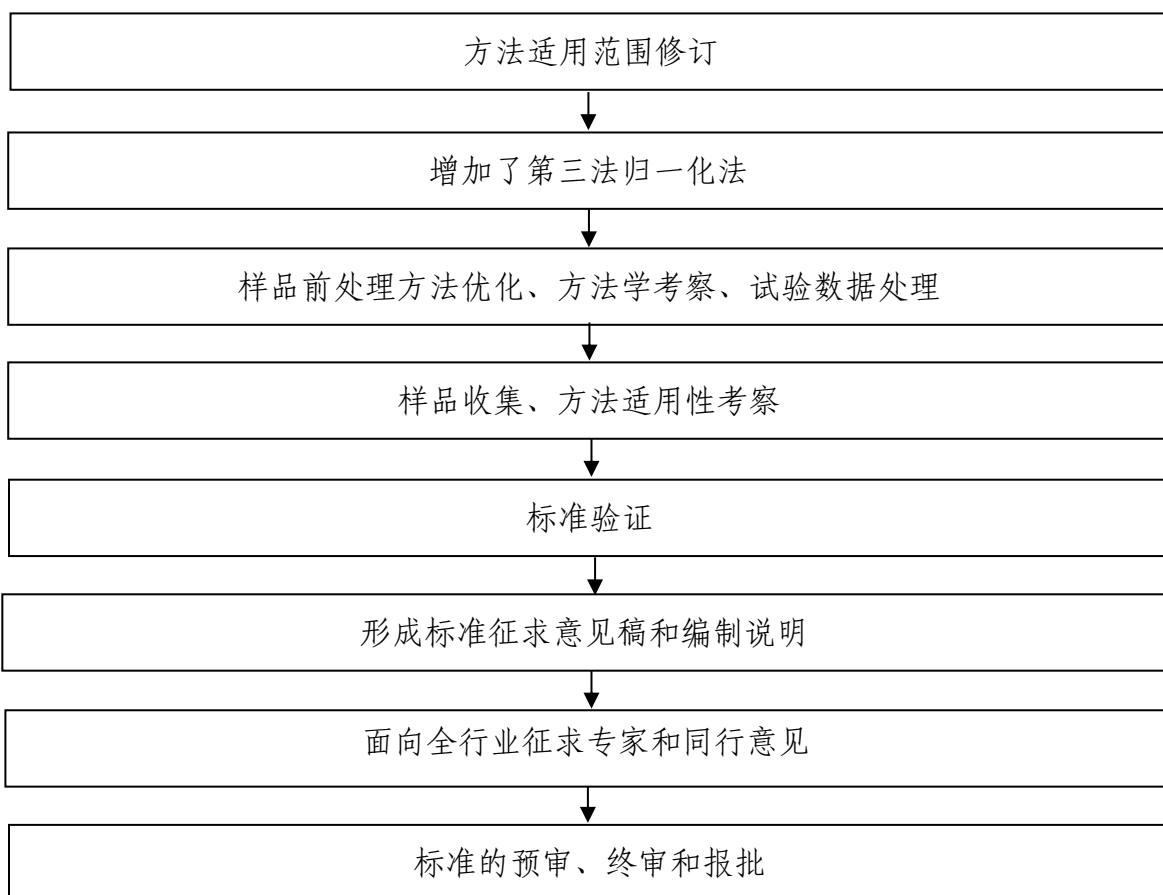 方法适用范围修订
增加了第三法归一化法
样品前处理方法优化、方法学考察、试验数据处理
样品收集、方法适用性考察
标准验证
形成标准征求意见稿和编制说明
面向全行业征求专家和同行意见
标准的预审、终审和报批